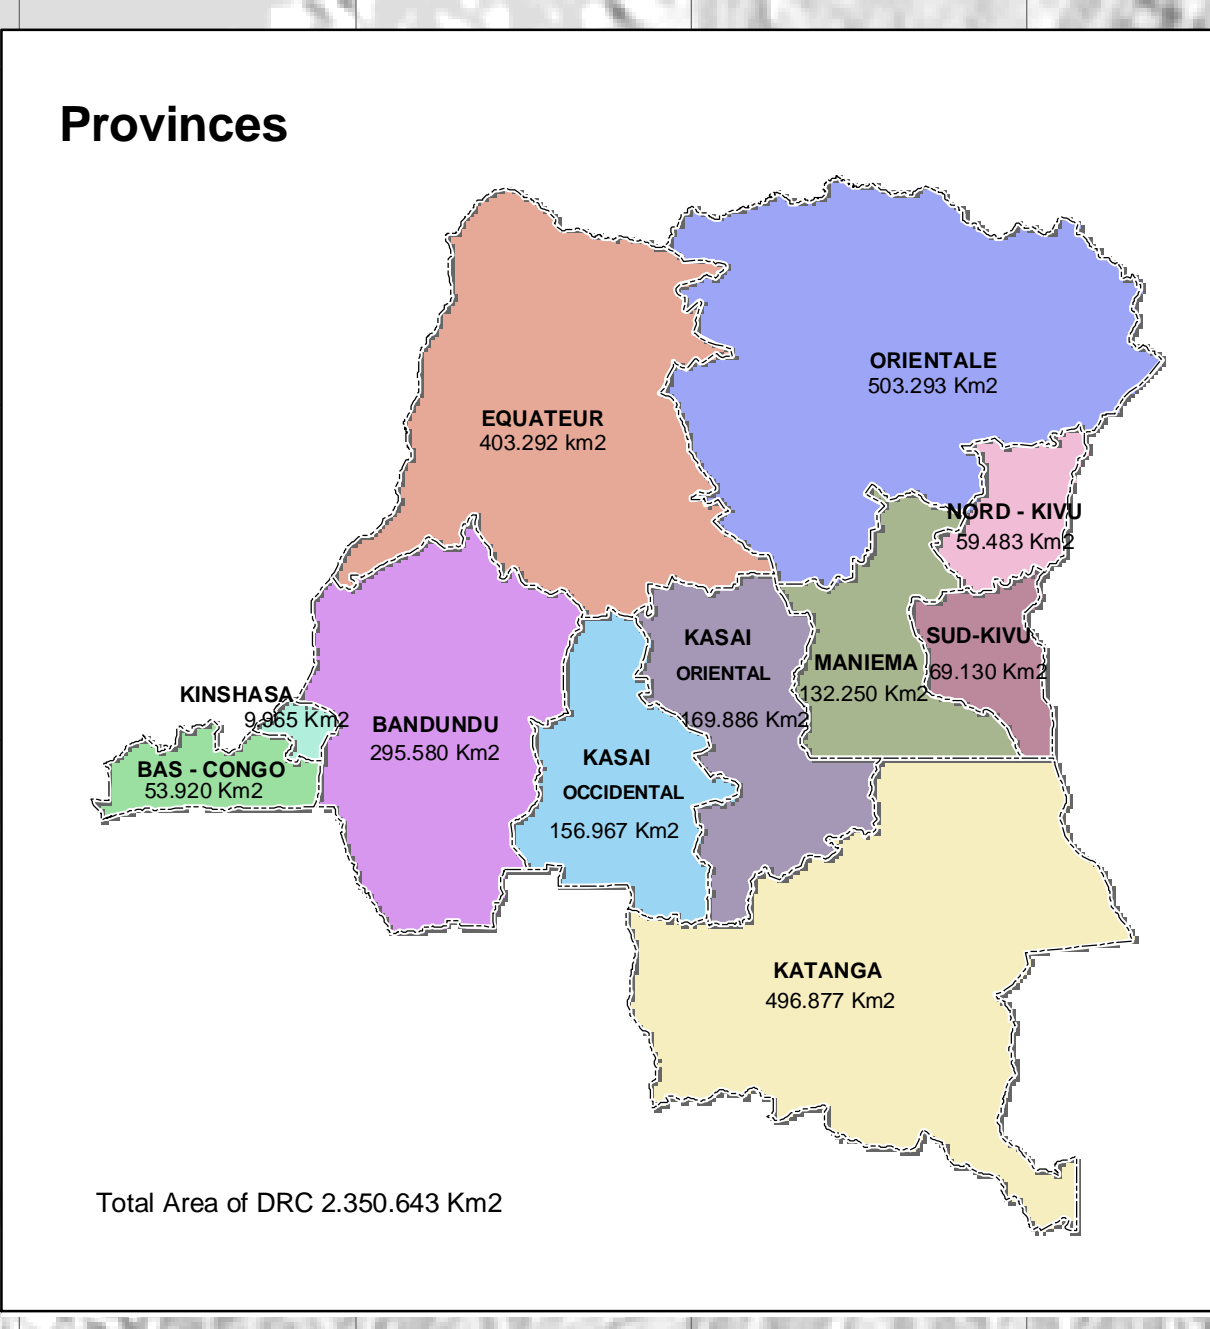 Provinces
ORIENTALE
503.293 Km2
EQUATEUR
403.292 km2
NORD - KIVU
59.483 Km2
KASAI
ORIENTAL
169.886 Km2
SUD-KIVU
69.130 Km2
MANIEMA
132.250 Km2
KINSHASA
9.965 Km2
BANDUNDU
295.580 Km2
KASAI
OCCIDENTAL
156.967 Km2
BAS - CONGO
53.920 Km2
KATANGA
496.877 Km2
Total Area of DRC 2.350.643 Km2